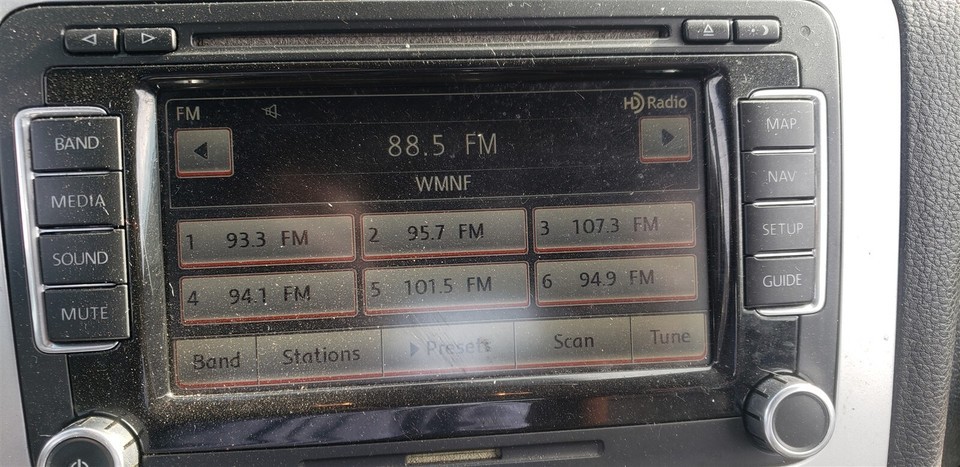 FM
HD Radio
88.5 FM
WMNF
1 93.3 FM
2 95.7 FM
3 107.3 FM
4 94.1 FM
5 101.5 FM
6 94.9 FM
Band
Stations
Presets
Scan
Tune
BAND
MEDIA
SOUND
MUTE
MAP
NAV
SETUP
GUIDE